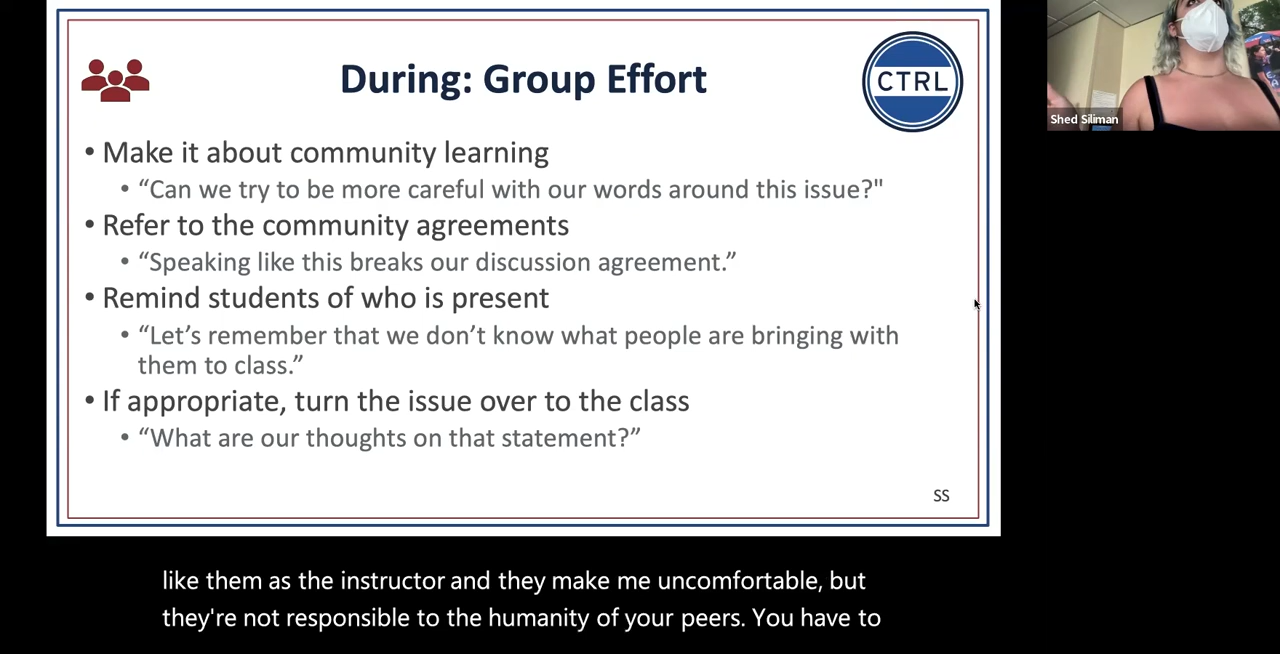 During: Group Effort
CTRL
• Make it about community learning
• “Can we try to be more careful with our words around this issue?"
• Refer to the community agreements
• “Speaking like this breaks our discussion agreement.”
• Remind students of who is present
• “Let’s remember that we don’t know what people are bringing with
them to class.”
• If appropriate, turn the issue over to the class
• “What are our thoughts on that statement?”
SS
Shed Siliman
like them as the instructor and they make me uncomfortable, but
they're not responsible to the humanity of your peers. You have to